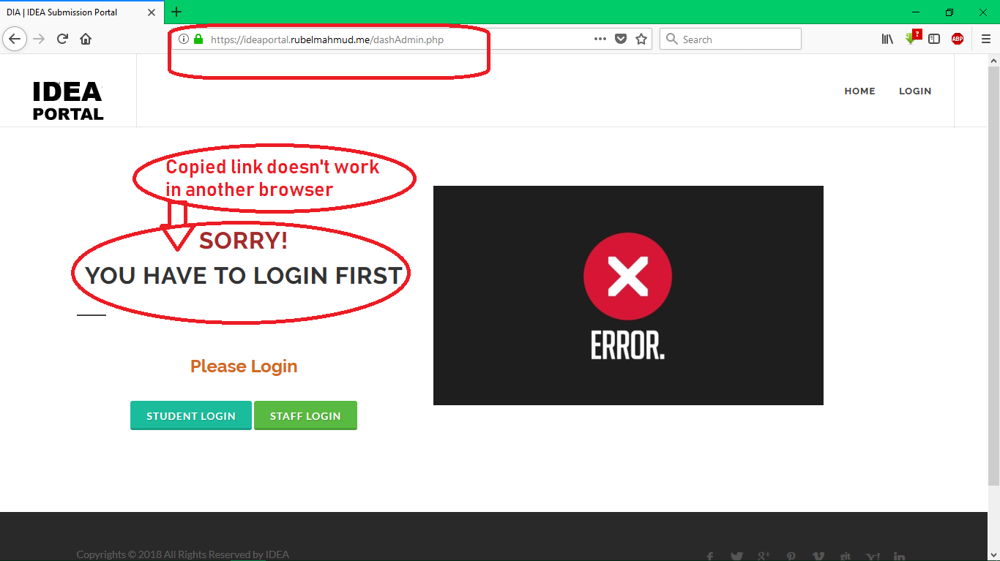 DIA | IDEA Submission Portal
https://ideaportal.rubelmahmud.me/dashAdmin.php
Search
?
ABP
IDEA
PORTAL
HOME
LOGIN
Copied link doesn't work
in another browser
SORRY!
YOU HAVE TO LOGIN FIRST
ERROR.
Please Login
STUDENT LOGIN
STAFF LOGIN
Copyrights © 2018 All Rights Reserved by IDEA
git